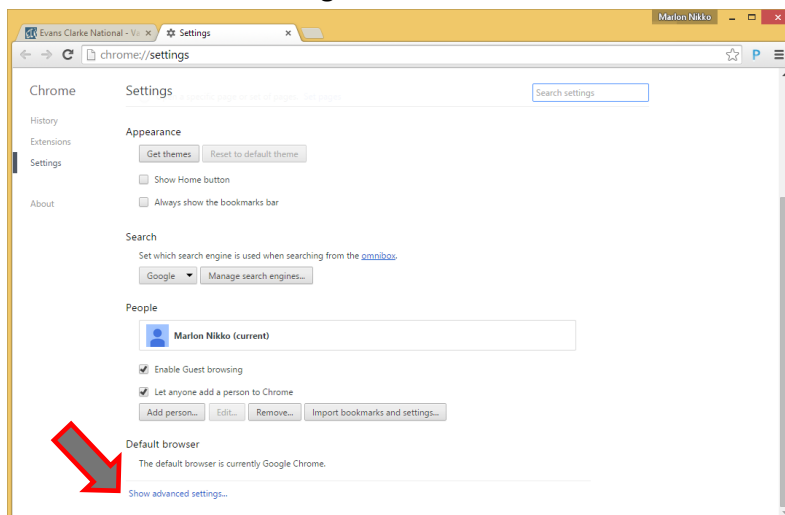 Marlon Nikko
Evans Clarke National - Va
Settings
chrome://settings
Chrome
Settings
Search settings
History
Extensions
Settings
About
Appearance
Get themes
Reset to default theme
Show Home button
Always show the bookmarks bar
Search
Set which search engine is used when searching from the omnibox.
Google
Manage search engines...
People
Marlon Nikko (current)
Enable Guest browsing
Let anyone add a person to Chrome
Add person...
Edit...
Remove...
Import bookmarks and settings...
Default browser
The default browser is currently Google Chrome.
Show advanced settings...